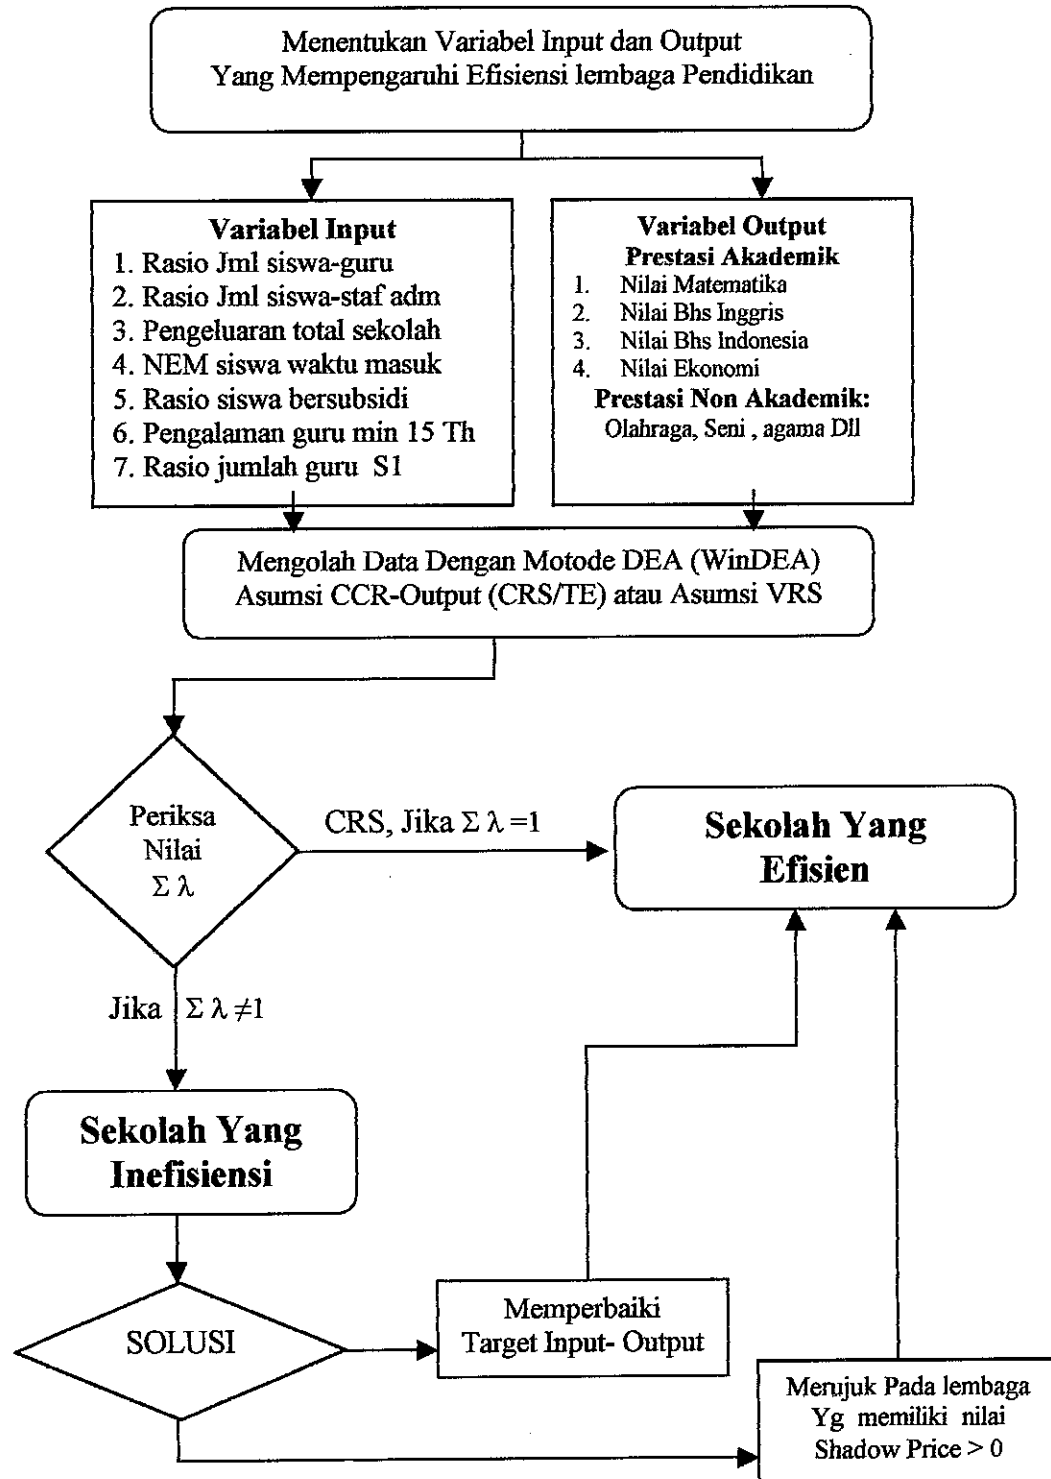 Menentukan Variabel Input dan Output
Yang Mempengaruhi Efisiensi lembaga Pendidikan
Variabel Input
1. Rasio Jml siswa-guru
2. Rasio Jml siswa-staf adm
3. Pengeluaran total sekolah
4. NEM siswa waktu masuk
5. Rasio siswa bersubsidi
6. Pengalaman guru min 15 Th
7. Rasio jumlah guru S1
Variabel Output
Prestasi Akademik
1. Nilai Matematika
2. Nilai Bhs Inggris
3. Nilai Bhs Indonesia
4. Nilai Ekonomi
Prestasi Non Akademik:
Olahraga, Seni , agama Dll
Mengolah Data Dengan Motode DEA (WinDEA)
Asumsi CCR-Output (CRS/TE) atau Asumsi VRS
Periksa
Nilai
Σ λ
CRS, Jika Σ λ =1
Sekolah Yang
Efisien
Jika Σ λ ≠1
Sekolah Yang
Inefisiensi
SOLUSI
Memperbaiki
Target Input- Output
Merujuk Pada lembaga
Yg memiliki nilai
Shadow Price > 0